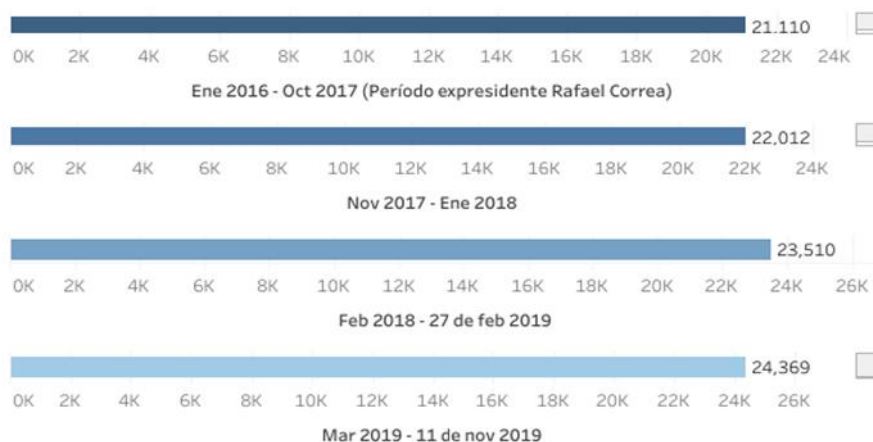 21.110
0K 2K 4K 6K 8K 10K 12K 14K 16K 18K 20K 22K 24K
Ene 2016 - Oct 2017 (Período expresidente Rafael Correa)
22,012
0K 2K 4K 6K 8K 10K 12K 14K 16K 18K 20K 22K 24K
Nov 2017 - Ene 2018
23,510
0K 2K 4K 6K 8K 10K 12K 14K 16K 18K 20K 22K 24K 26K
Feb 2018 - 27 de feb 2019
24,369
0K 2K 4K 6K 8K 10K 12K 14K 16K 18K 20K 22K 24K 26K
Mar 2019 - 11 de nov 2019